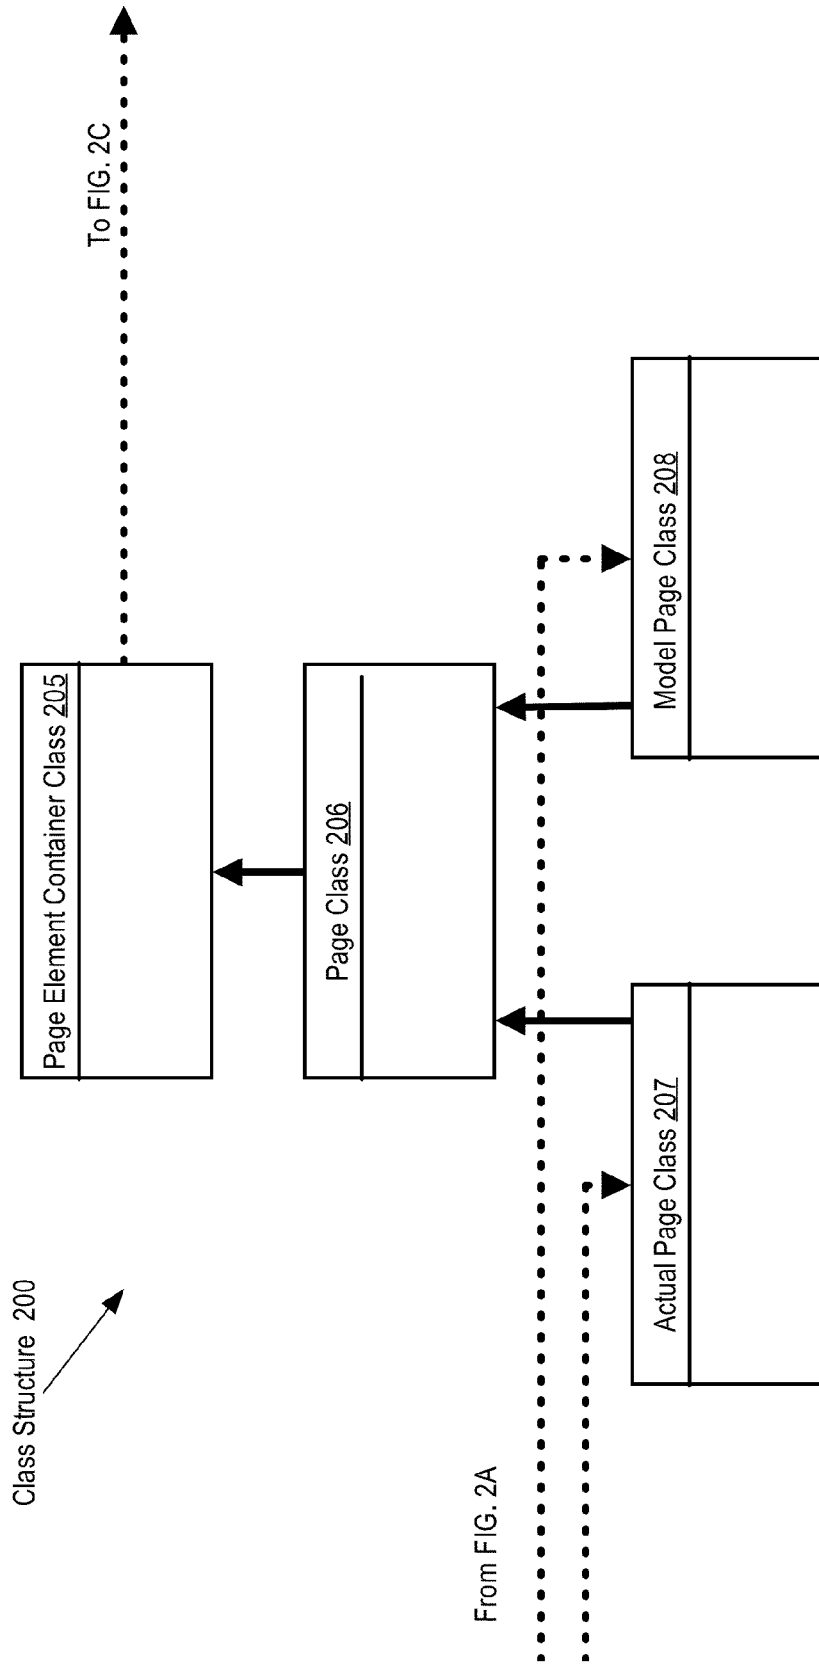 Class Structure 200
To FIG. 2C
Page Element Container Class 205
Page Class 206
From FIG. 2A
Actual Page Class 207
Model Page Class 208